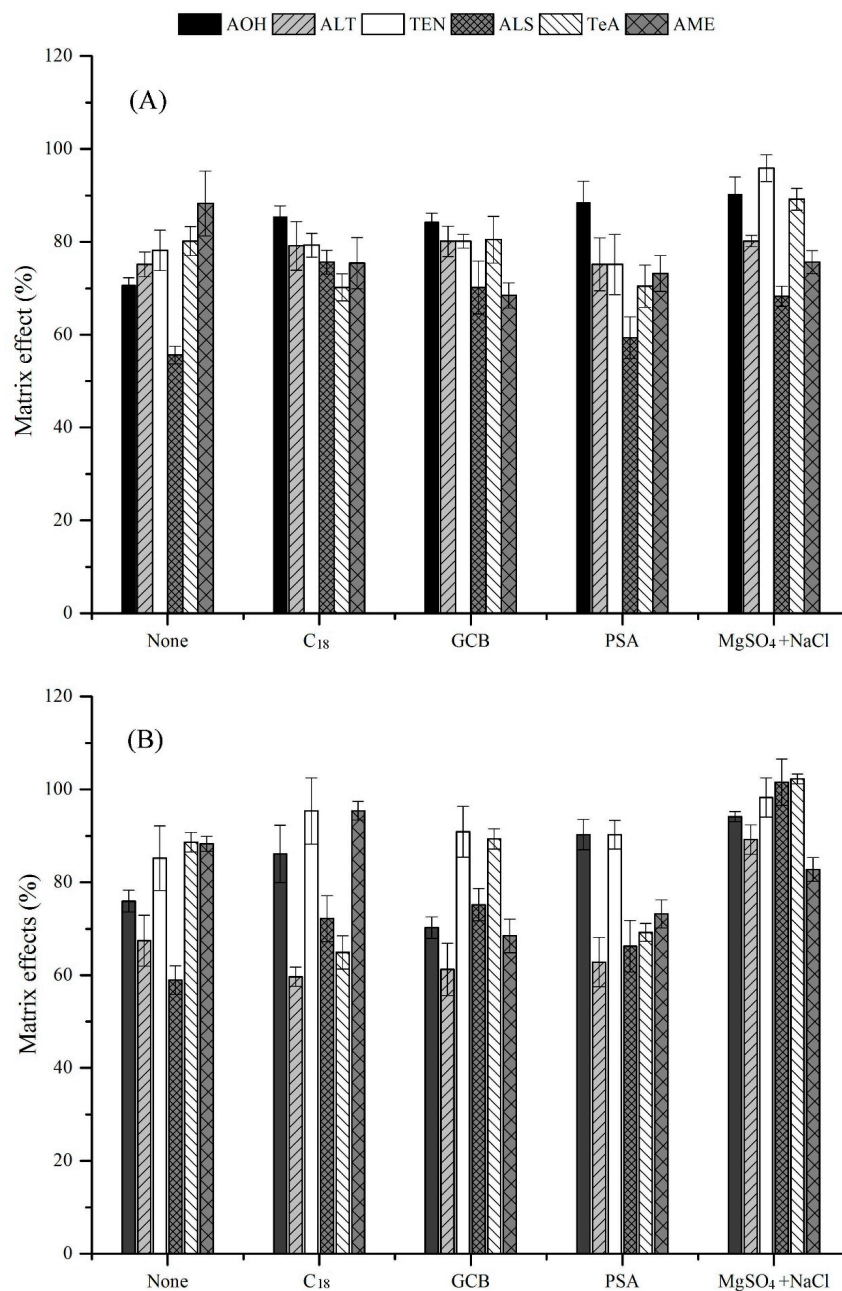 AOH ALT TEN ALS TeA AME
120
(A)
100
80
60
40
20
0
Matrix effect (%)
None C₁₈ GCB PSA MgSO₄+NaCl
120
(B)
100
80
60
40
20
0
Matrix effects (%)
None C₁₈ GCB PSA MgSO₄+NaCl